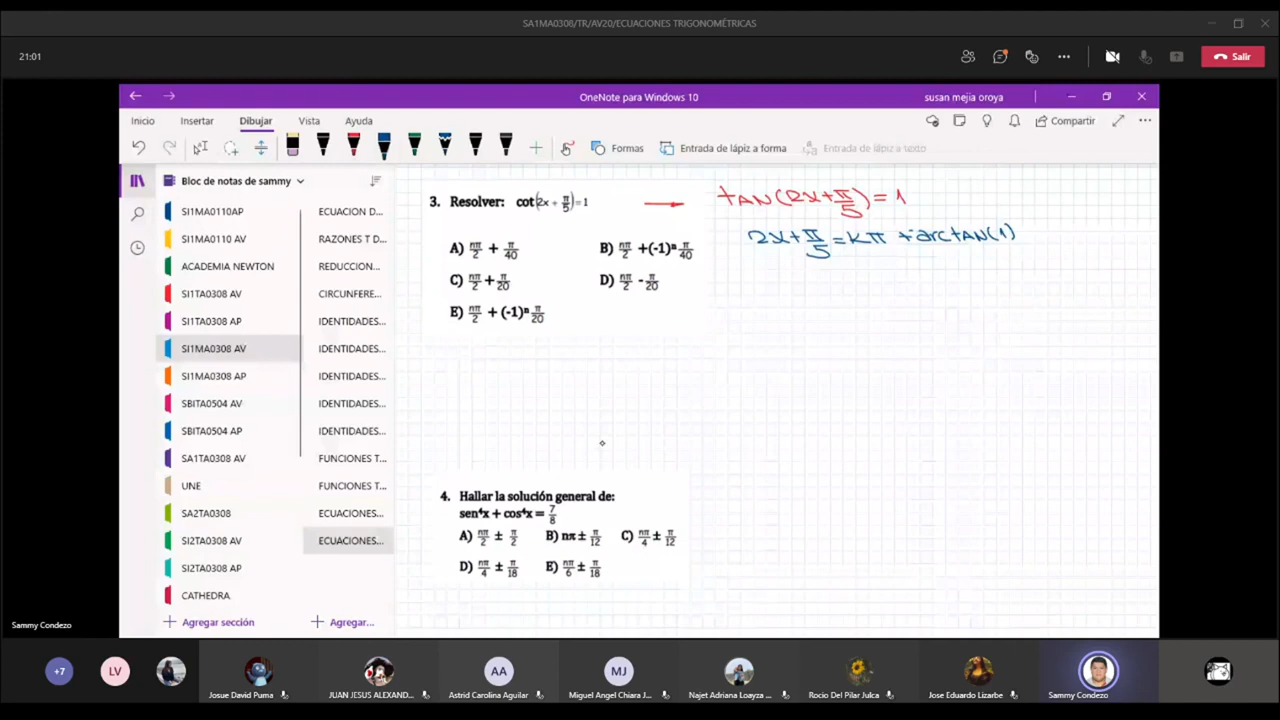 SA1MA0308/TR/AV20/ECUACIONES TRIGONOMÉTRICAS
21:01
Salir
OneNote para Windows 10
susan mejia oroya
Inicio
Insertar
Dibujar
Vista
Ayuda
Compartir
Formas
Entrada de lápiz a forma
Entrada de lápiz a texto
Bloc de notas de sammy
SI1MA0110AP
ECUACION D...
SI1MA0110 AV
RAZONES T D...
ACADEMIA NEWTON
REDUCCION...
SI1TA0308 AV
CIRCUNFERE...
SI1TA0308 AP
IDENTIDADES...
SI1MA0308 AV
IDENTIDADES...
SI1MA0308 AP
IDENTIDADES...
SBITA0504 AV
IDENTIDADES...
SBITA0504 AP
IDENTIDADES...
SA1TA0308 AV
FUNCIONES T...
UNE
FUNCIONES T...
SA2TA0308
ECUACIONES...
SI2TA0308 AV
ECUACIONES...
SI2TA0308 AP
CATHEDRA
Agregar sección
Agregar...
3. Resolver: cot(2x + π/5) = 1
A) nπ/2 + π/40 B) nπ/2 +(-1)ⁿ π/40
C) nπ/2 + π/20 D) nπ/2 - π/20
E) nπ/2 + (-1)ⁿ π/20
TAN(2x+π/5) = 1
2x+π/5 = Kπ + arcTAN(1)
4. Hallar la solución general de:
sen⁴x + cos⁴x = 7/8
A) nπ/2 ± π/2 B) nπ ± π/12 C) nπ/4 ± π/12
D) nπ/4 ± π/18 E) nπ/6 ± π/18
Sammy Condezo
+7
LV
Josue David Puma
JUAN JESUS ALEXAND...
AA
Astrid Carolina Aguilar
MJ
Miguel Angel Chiara J...
Najet Adriana Loayza ...
Rocio Del Pilar Julca
Jose Eduardo Lizarbe
Sammy Condezo